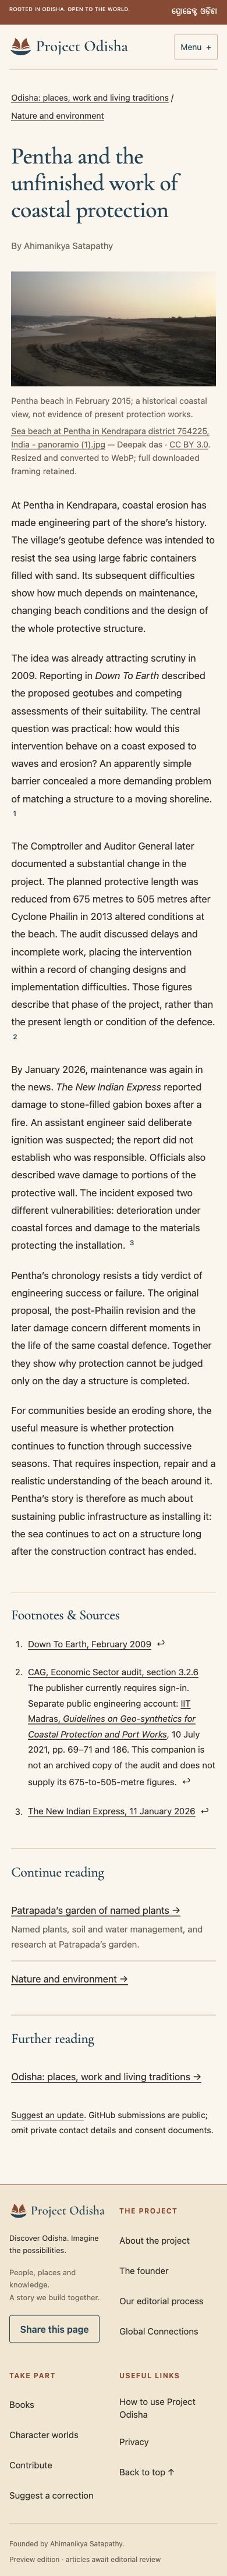 ROOTED IN ODISHA. OPEN TO THE WORLD.
ପ୍ରୋଜେକ୍ଟ ଓଡ଼ିଶା
Project Odisha
Menu +
Odisha: places, work and living traditions /
Nature and environment
Pentha and the
unfinished work of
coastal protection
By Ahimanikya Satapathy
Pentha beach in February 2015; a historical coastal
view, not evidence of present protection works.
Sea beach at Pentha in Kendrapara district 754225,
India - panoramio (1).jpg — Deepak das · CC BY 3.0.
Resized and converted to WebP; full downloaded
framing retained.
At Pentha in Kendrapara, coastal erosion has
made engineering part of the shore's history.
The village's geotube defence was intended to
resist the sea using large fabric containers
filled with sand. Its subsequent difficulties
show how much depends on maintenance,
changing beach conditions and the design of
the whole protective structure.
The idea was already attracting scrutiny in
2009. Reporting in Down To Earth described
the proposed geotubes and competing
assessments of their suitability. The central
question was practical: how would this
intervention behave on a coast exposed to
waves and erosion? An apparently simple
barrier concealed a more demanding problem
of matching a structure to a moving shoreline.
1
The Comptroller and Auditor General later
documented a substantial change in the
project. The planned protective length was
reduced from 675 metres to 505 metres after
Cyclone Phailin in 2013 altered conditions at
the beach. The audit discussed delays and
incomplete work, placing the intervention
within a record of changing designs and
implementation difficulties. Those figures
describe that phase of the project, rather than
the present length or condition of the defence.
2
By January 2026, maintenance was again in
the news. The New Indian Express reported
damage to stone-filled gabion boxes after a
fire. An assistant engineer said deliberate
ignition was suspected; the report did not
establish who was responsible. Officials also
described wave damage to portions of the
protective wall. The incident exposed two
different vulnerabilities: deterioration under
coastal forces and damage to the materials
protecting the installation. 3
Pentha's chronology resists a tidy verdict of
engineering success or failure. The original
proposal, the post-Phailin revision and the
later damage concern different moments in
the life of the same coastal defence. Together
they show why protection cannot be judged
only on the day a structure is completed.
For communities beside an eroding shore, the
useful measure is whether protection
continues to function through successive
seasons. That requires inspection, repair and a
realistic understanding of the beach around it.
Pentha's story is therefore as much about
sustaining public infrastructure as installing it:
the sea continues to act on a structure long
after the construction contract has ended.
Footnotes & Sources
1. Down To Earth, February 2009 ↩
2. CAG, Economic Sector audit, section 3.2.6
The publisher currently requires sign-in.
Separate public engineering account: IIT
Madras, Guidelines on Geo-synthetics for
Coastal Protection and Port Works, 10 July
2021, pp. 69–71 and 186. This companion is
not an archived copy of the audit and does not
supply its 675-to-505-metre figures. ↩
3. The New Indian Express, 11 January 2026 ↩
Continue reading
Patrapada's garden of named plants →
Named plants, soil and water management, and
research at Patrapada's garden.
Nature and environment →
Further reading
Odisha: places, work and living traditions →
Suggest an update. GitHub submissions are public;
omit private contact details and consent documents.
Project Odisha
Discover Odisha. Imagine
the possibilities.
People, places and
knowledge.
A story we build together.
Share this page
THE PROJECT
About the project
The founder
Our editorial process
Global Connections
TAKE PART
Books
Character worlds
Contribute
Suggest a correction
USEFUL LINKS
How to use Project
Odisha
Privacy
Back to top ↑
Founded by Ahimanikya Satapathy.
Preview edition · articles await editorial review